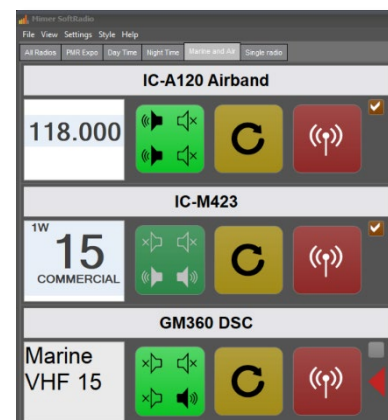 Mimer SoftRadio
File View Settings Style Help
All Radios PMR Expo Day Time Night Time Marine and Air Single radio
IC-A120 Airband
118.000
IC-M423
1W
15
COMMERCIAL
GM360 DSC
Marine
VHF 15